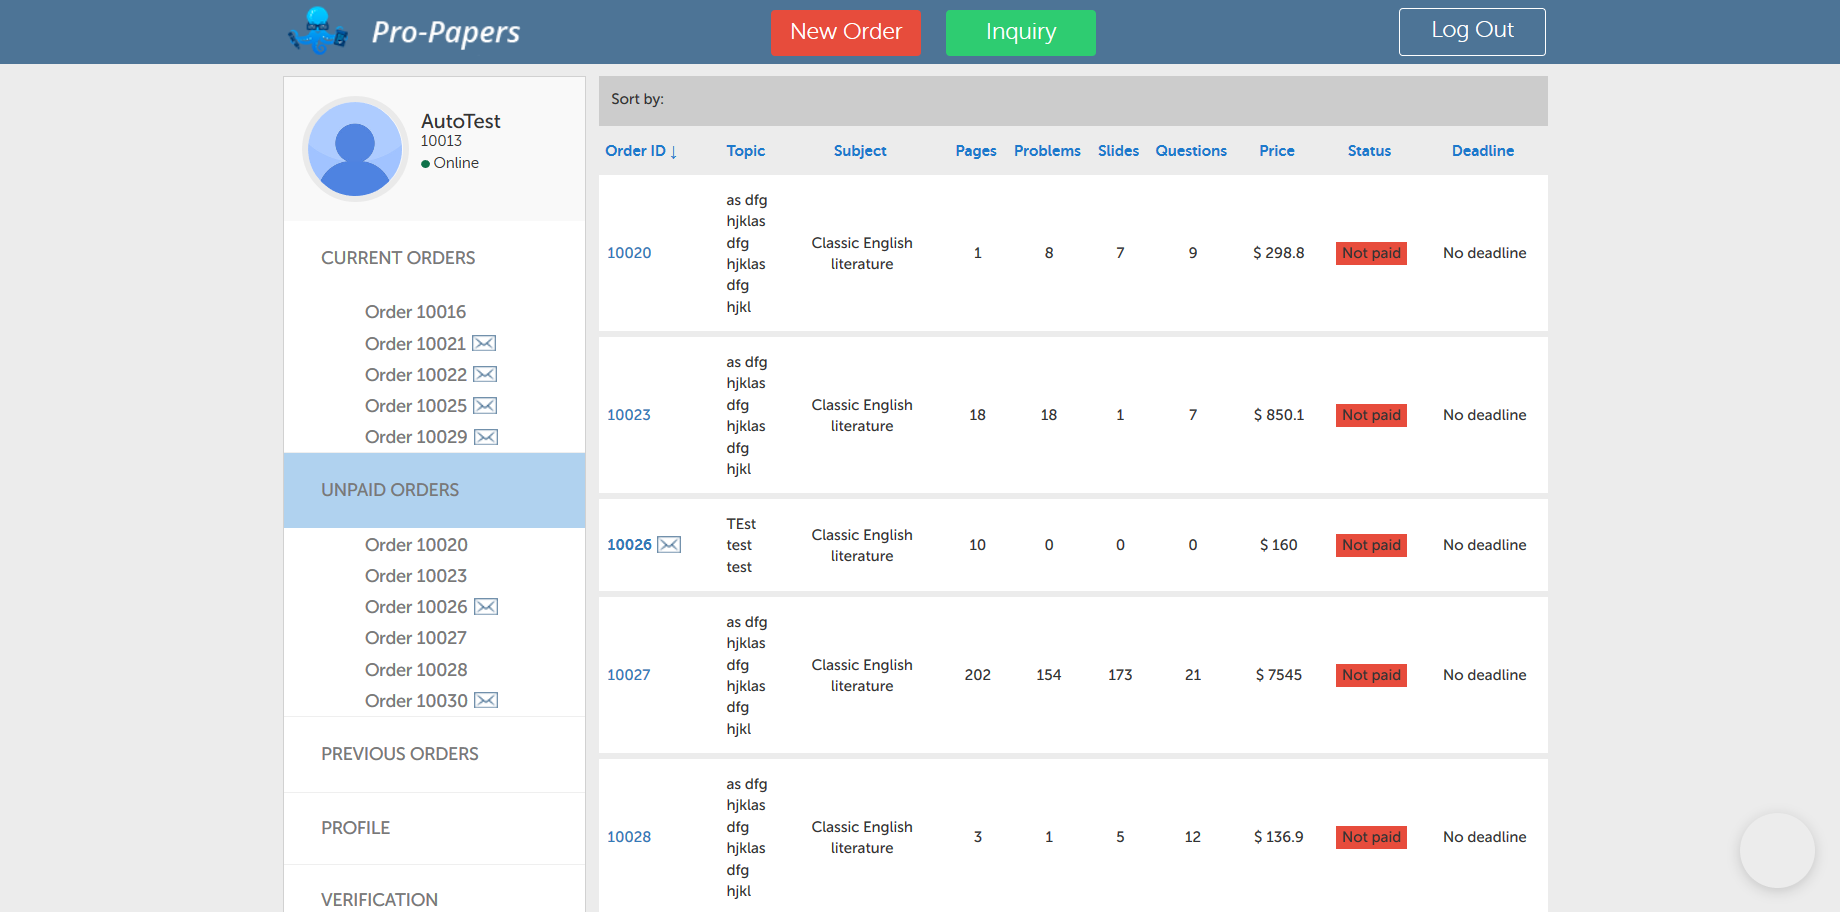 Pro-Papers
New Order
Inquiry
Log Out
AutoTest
10013
Online
CURRENT ORDERS
Order 10016
Order 10021
Order 10022
Order 10025
Order 10029
UNPAID ORDERS
Order 10020
Order 10023
Order 10026
Order 10027
Order 10028
Order 10030
PREVIOUS ORDERS
PROFILE
VERIFICATION
Sort by:
Order ID ↓ Topic Subject Pages Problems Slides Questions Price Status Deadline
10020
as dfg
hjklas
dfg
hjklas
dfg
hjkl
Classic English
literature
1 8 7 9 $ 298.8 Not paid No deadline
10023
as dfg
hjklas
dfg
hjklas
dfg
hjkl
Classic English
literature
18 18 1 7 $ 850.1 Not paid No deadline
10026
TEst
test
test
Classic English
literature
10 0 0 0 $ 160 Not paid No deadline
10027
as dfg
hjklas
dfg
hjklas
dfg
hjkl
Classic English
literature
202 154 173 21 $ 7545 Not paid No deadline
10028
as dfg
hjklas
dfg
hjklas
dfg
hjkl
Classic English
literature
3 1 5 12 $ 136.9 Not paid No deadline